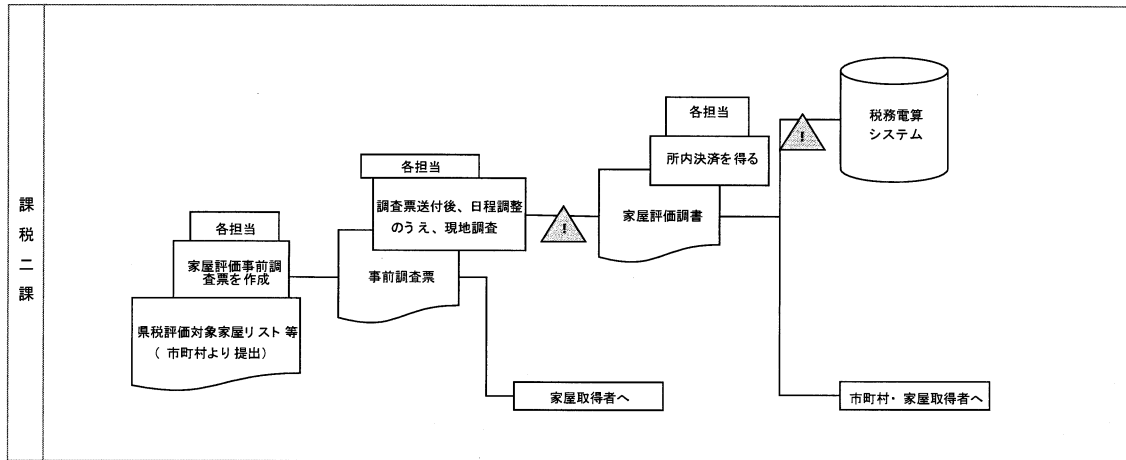 課税二課
各担当
家屋評価事前調
査票を作成
県税評価対象家屋リスト等
(市町村より提出)
各担当
調査票送付後、日程調整
のうえ、現地調査
事前調査票
家屋取得者へ
!
各担当
所内決済を得る
家屋評価調書
!
税務電算
システム
市町村・家屋取得者へ